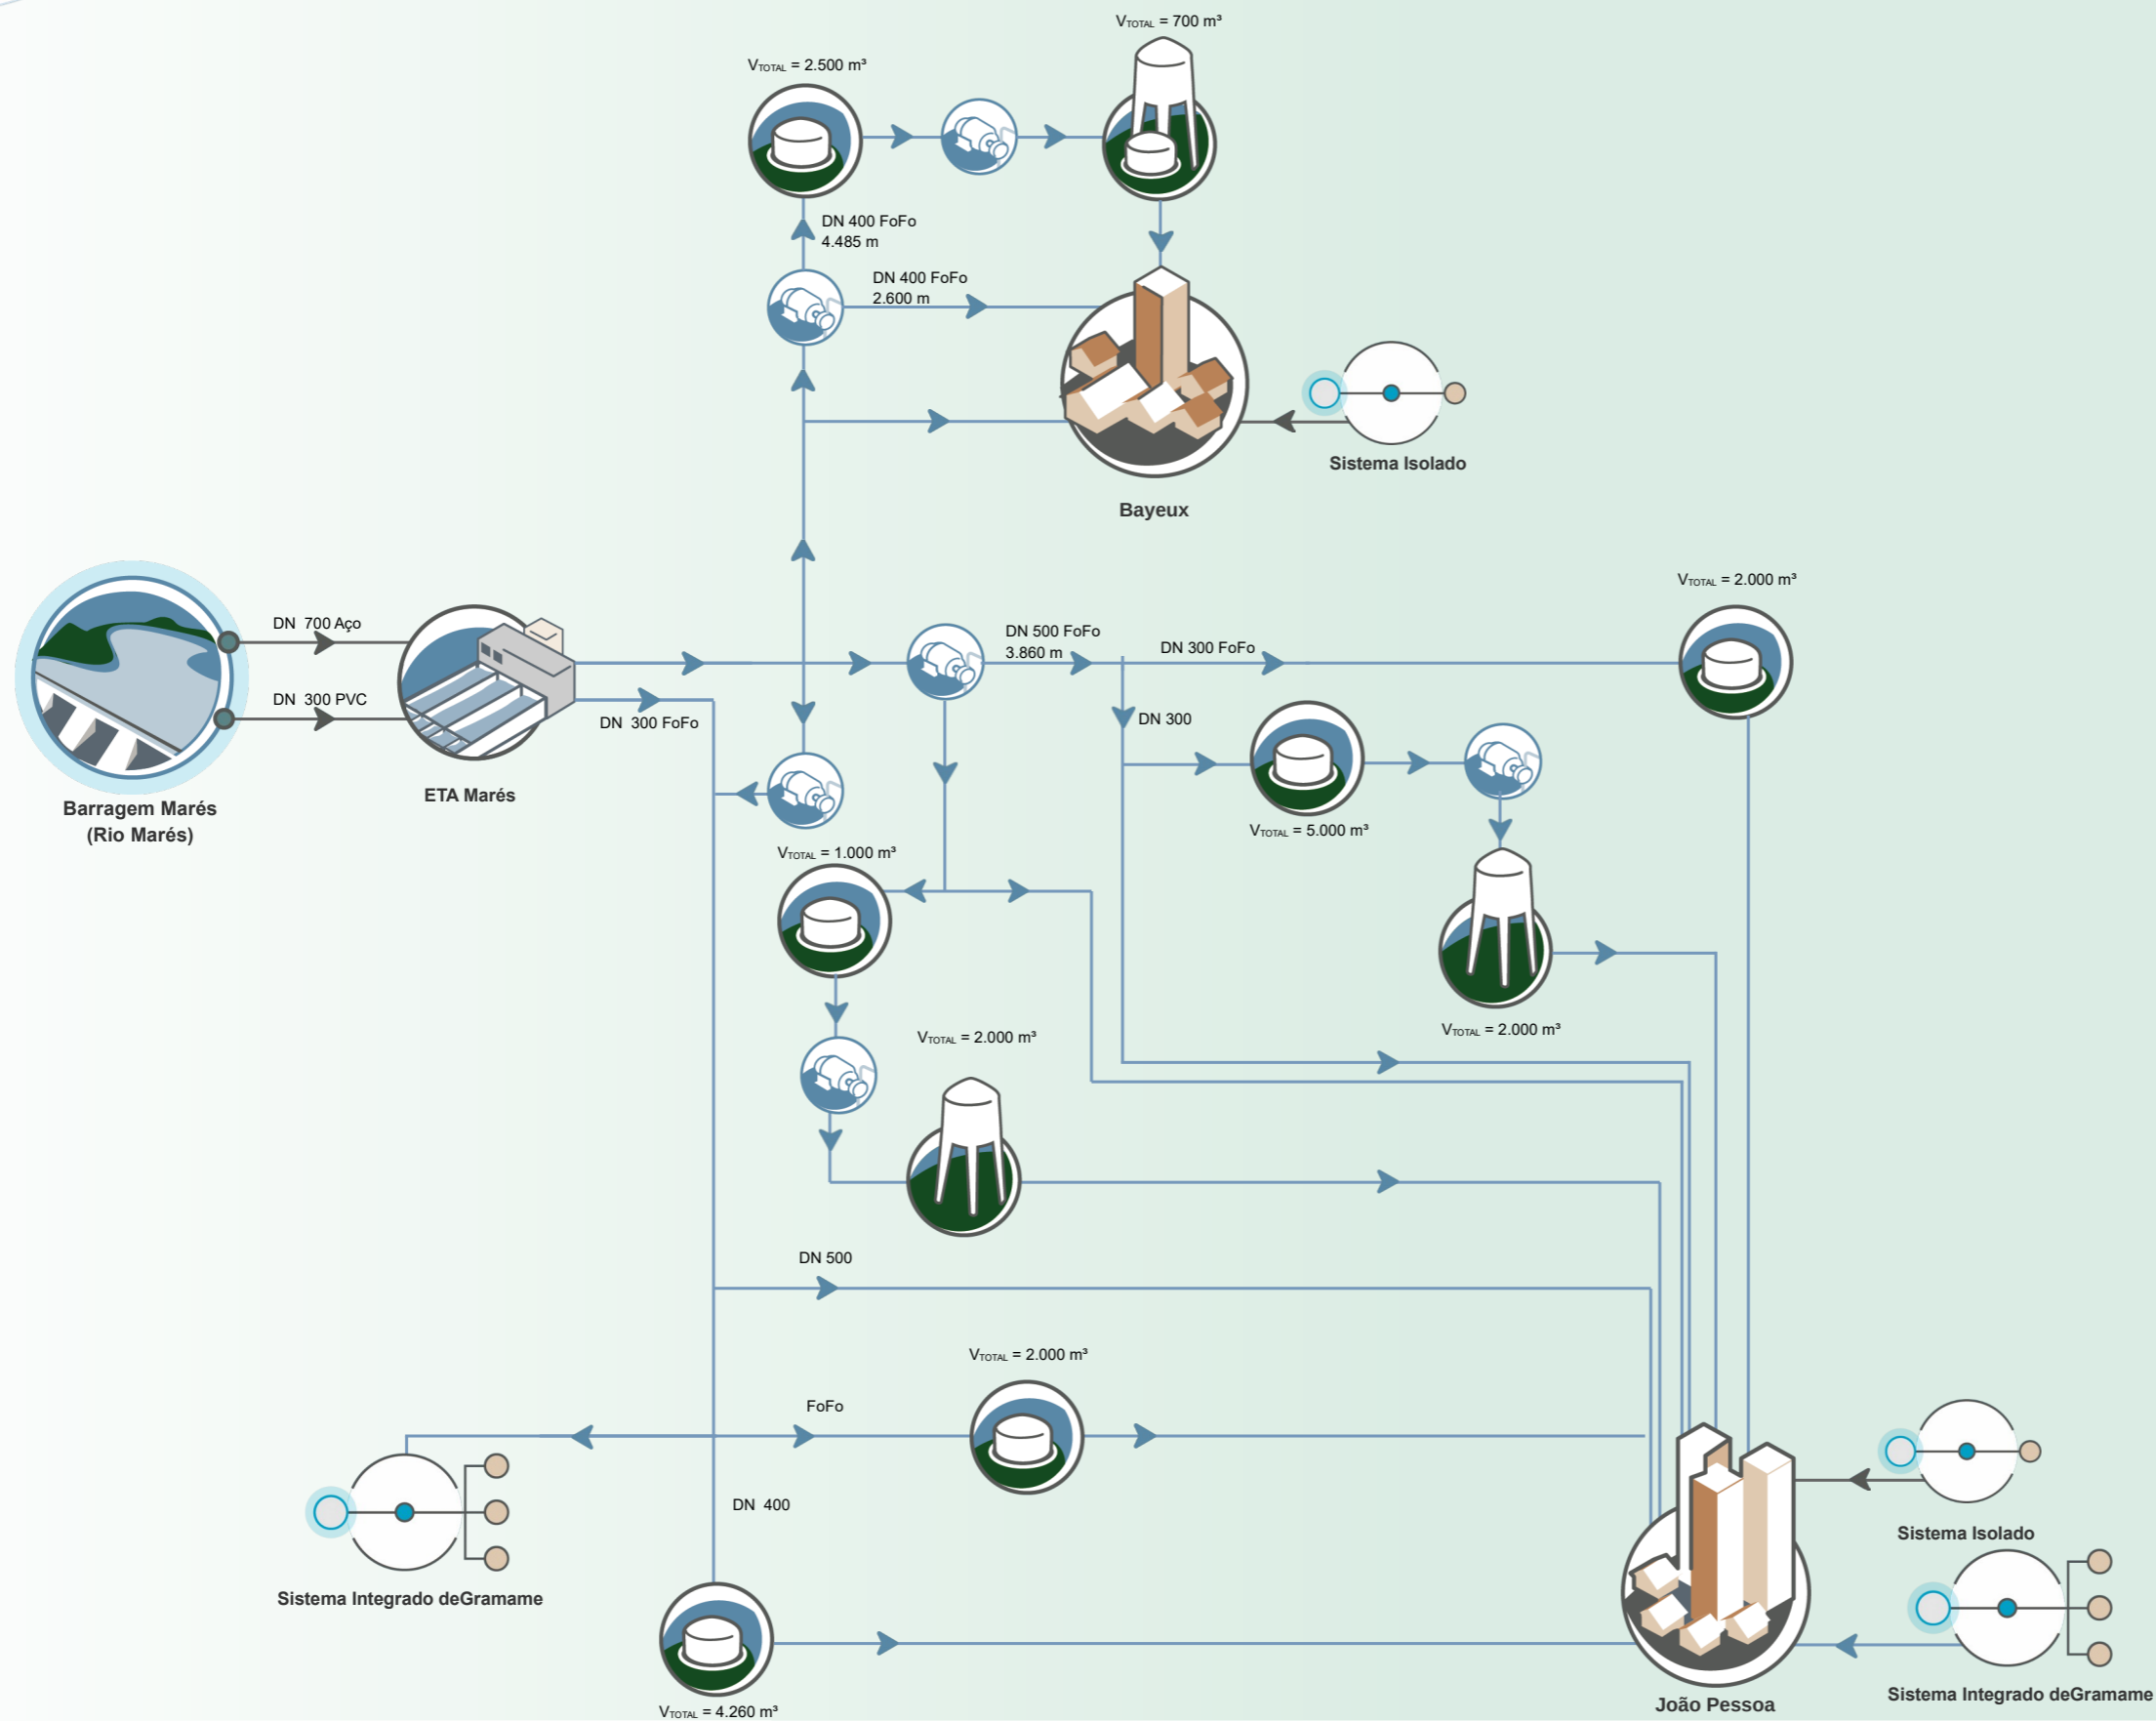 VTOTAL = 700 m³
VTOTAL = 2.500 m³
DN 400 FoFo
4.485 m
DN 400 FoFo
2.600 m
Sistema Isolado
Bayeux
VTOTAL = 2.000 m³
DN 700 Aço
DN 500 FoFo
3.860 m
DN 300 FoFo
DN 300 PVC
DN 300 FoFo
DN 300
ETA Marés
Barragem Marés
(Rio Marés)
VTOTAL = 5.000 m³
VTOTAL = 1.000 m³
VTOTAL = 2.000 m³
VTOTAL = 2.000 m³
DN 500
VTOTAL = 2.000 m³
FoFo
DN 400
Sistema Isolado
Sistema Integrado deGramame
Sistema Integrado deGramame
João Pessoa
VTOTAL = 4.260 m³